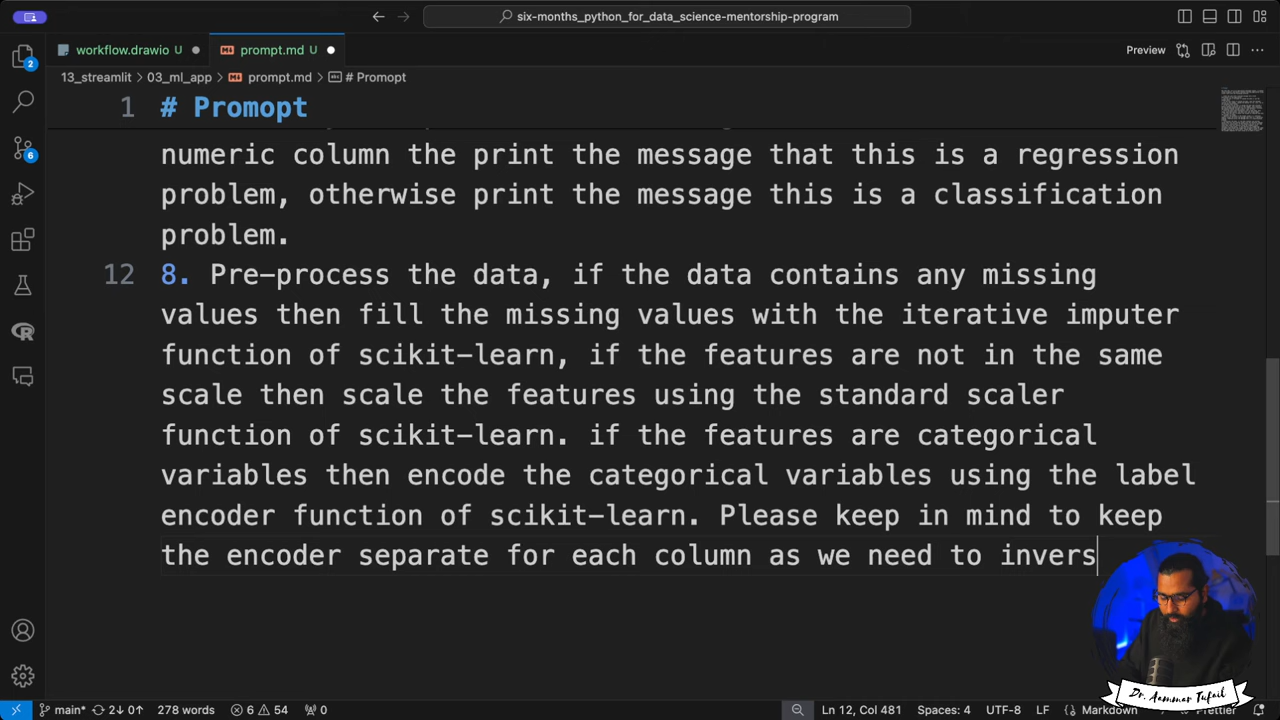 six-months_python_for_data_science-mentorship-program
workflow.drawio U
prompt.md U
Preview
13_streamlit > 03_ml_app > prompt.md > # Promopt
1 # Promopt
numeric column the print the message that this is a regression
problem, otherwise print the message this is a classification
problem.
12 8. Pre-process the data, if the data contains any missing
values then fill the missing values with the iterative imputer
function of scikit-learn, if the features are not in the same
scale then scale the features using the standard scaler
function of scikit-learn. if the features are categorical
variables then encode the categorical variables using the label
encoder function of scikit-learn. Please keep in mind to keep
the encoder separate for each column as we need to invers
2
6
Dr. Aammar Tufail
main* 2↓ 0↑ 278 words 6 54 0 Ln 12, Col 481 Spaces: 4 UTF-8 LF Markdown Prettier